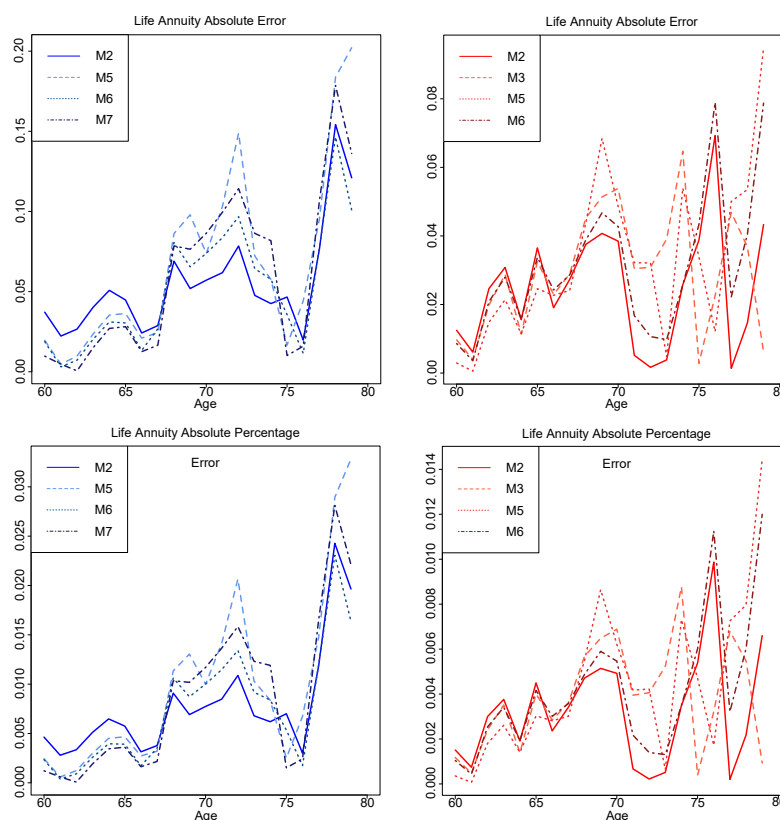 Life Annuity Absolute Error
M2
M5
M6
M7
0.20
0.15
0.10
0.05
0.00
60 65 70 75 80
Age
Life Annuity Absolute Error
M2
M3
M5
M6
0.08
0.06
0.04
0.02
0.00
60 65 70 75 80
Age
Life Annuity Absolute Percentage
Error
M2
M5
M6
M7
0.030
0.025
0.020
0.015
0.010
0.005
0.000
60 65 70 75 80
Age
Life Annuity Absolute Percentage
Error
M2
M3
M5
M6
0.014
0.012
0.010
0.008
0.006
0.004
0.002
0.000
60 65 70 75 80
Age